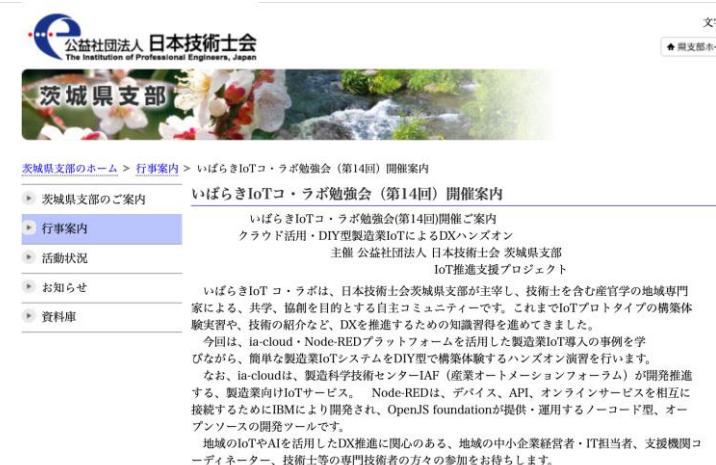 文字
公益社団法人 日本技術士会
The Institution of Professional Engineers, Japan
県支部ホー
茨城県支部
茨城県支部のホーム > 行事案内 > いばらきIoTコ・ラボ勉強会（第14回）開催案内
茨城県支部のご案内
行事案内
活動状況
お知らせ
資料庫
いばらきIoTコ・ラボ勉強会（第14回）開催案内
いばらきIoTコ・ラボ勉強会(第14回)開催ご案内
クラウド活用・DIY型製造業IoTによるDXハンズオン
主催 公益社団法人 日本技術士会 茨城県支部
IoT推進支援プロジェクト
いばらきIoT コ・ラボは、日本技術士会茨城県支部が主宰し、技術士を含む産官学の地域専門
家による、共学、協創を目的とする自主コミュニティーです。これまでIoTプロトタイプの構築体
験実習や、技術の紹介など、DXを推進するための知識習得を進めてきました。
今回は、ia-cloud・Node-REDプラットフォームを活用した製造業IoT導入の事例を学
びながら、簡単な製造業IoTシステムをDIY型で構築体験するハンズオン演習を行います。
なお、ia-cloudは、製造科学技術センターIAF（産業オートメーションフォーラム）が開発推進
する、製造業向けIoTサービス。 Node-REDは、デバイス、API、オンラインサービスを相互に
接続するためにIBMにより開発され、OpenJS foundationが提供・運用するノーコード型、オー
プンソースの開発ツールです。
地域のIoTやAIを活用したDX推進に関心のある、地域の中小企業経営者・IT担当者、支援機関コ
ーディネーター、技術士等の専門技術者の方々の参加をお待ちします。